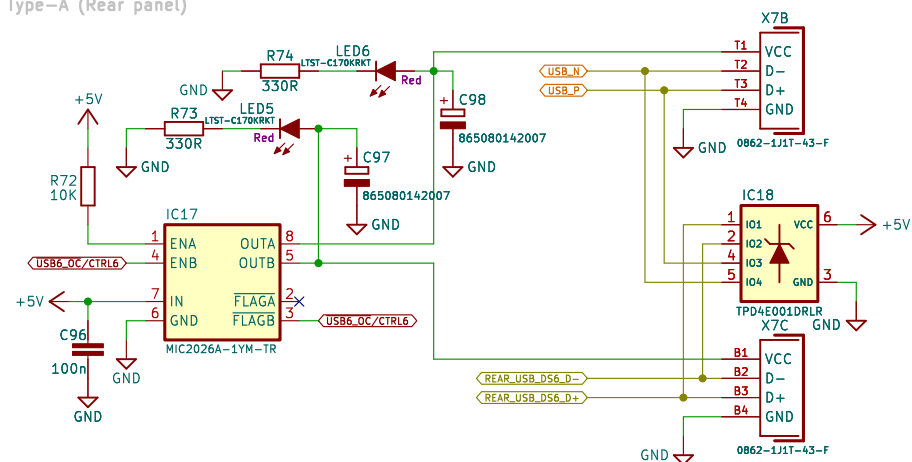 Type-A (Rear panel)
X7B
R74
LED6
LTST-C170KRKT
T1
VCC
USB_N
T2
D-
GND
330R
Red
USB_P
T3
D+
T4
GND
+5V
R73
LED5
LTST-C170KRKT
C98
+
865080142007
330R
Red
GND
0862-1J1T-43-F
GND
GND
C97
+
865080142007
R72
10K
GND
IC18
IC17
1
IO1
VCC
6
+5V
2
IO2
4
IO3
5
IO4
GND
3
GND
TPD4E001DRLR
1
ENA
OUTA
8
USB6_OC/CTRL6
4
ENB
OUTB
5
+5V
7
IN
FLAGA
2
6
GND
FLAGB
3
USB6_OC/CTRL6
MIC2026A-1YM-TR
C96
100n
GND
GND
X7C
B1
VCC
REAR_USB_DS6_D-
B2
D-
REAR_USB_DS6_D+
B3
D+
B4
GND
GND
0862-1J1T-43-F